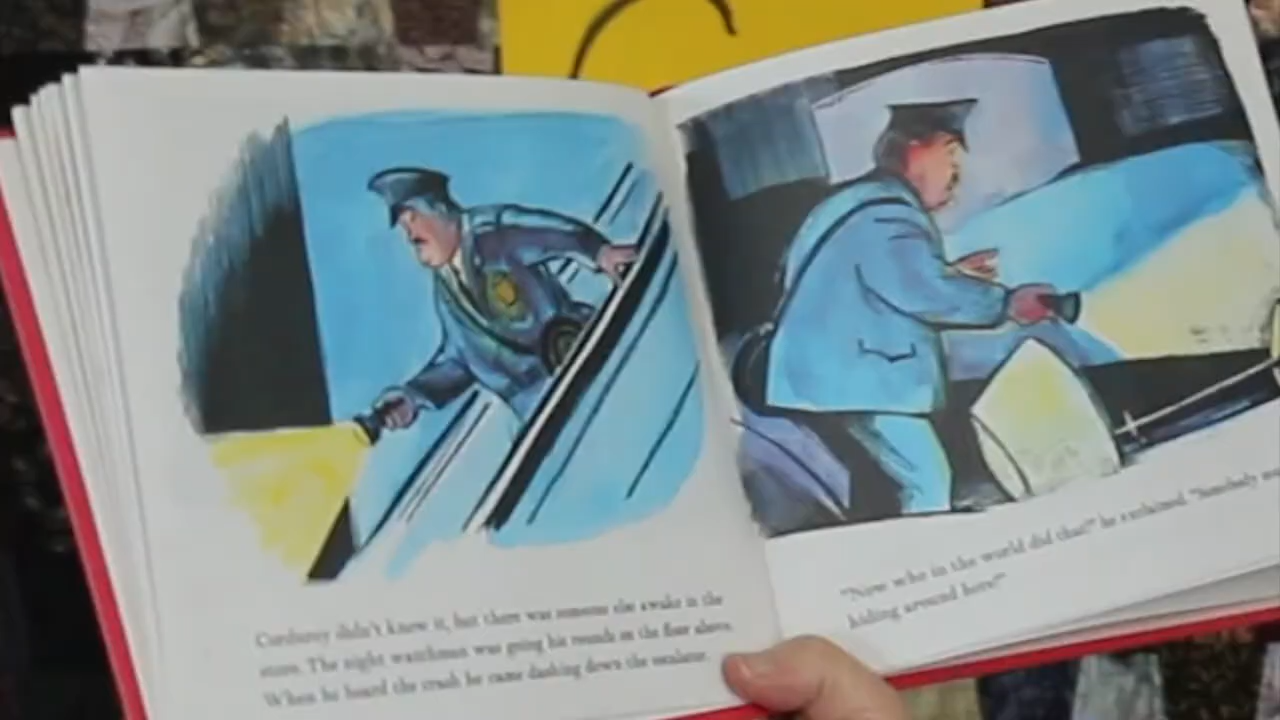 Corduroy didn't know it, but there was someone else awake in the
store. The night watchman was going his rounds on the floor above.
When he heard the crash he came dashing down the escalator.
"Now who in the world did that!" he exclaimed. "Somebody must
hiding around here!"